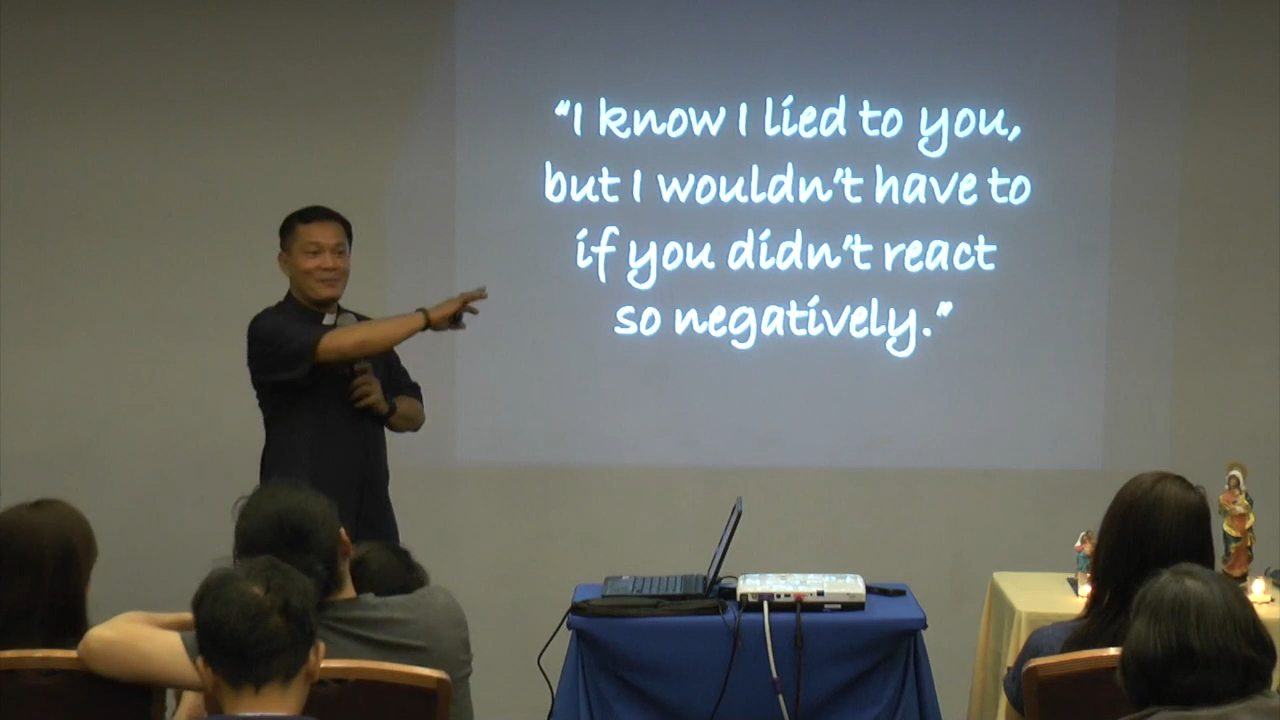 “I know I lied to you,
but I wouldn’t have to
if you didn’t react
so negatively.”